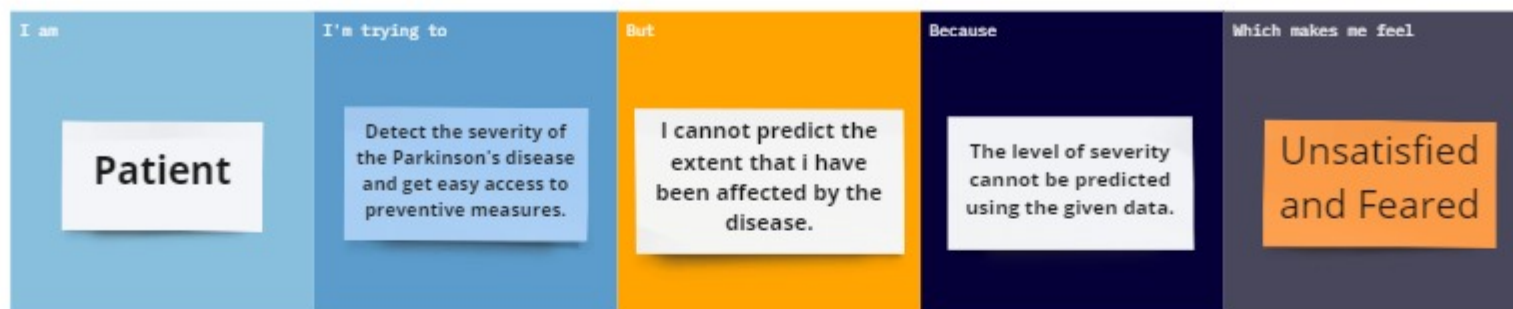 I am
Patient
I'm trying to
Detect the severity of
the Parkinson's disease
and get easy access to
preventive measures.
But
I cannot predict the
extent that i have
been affected by the
disease.
Because
The level of severity
cannot be predicted
using the given data.
Which makes me feel
Unsatisfied
and Feared